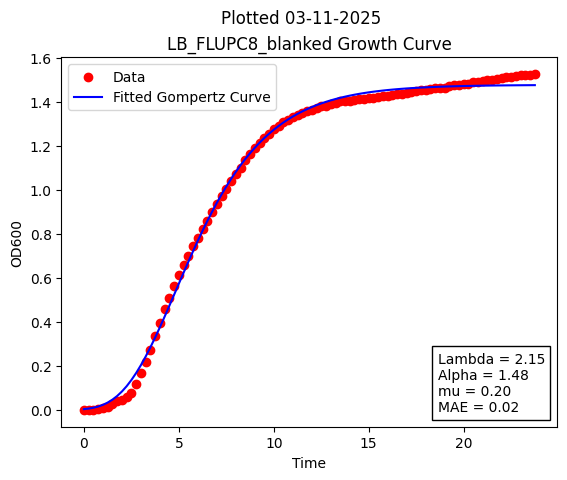 Plotted 03-11-2025
LB_FLUPC8_blanked Growth Curve
Data
Fitted Gompertz Curve
OD600
1.6
1.4
1.2
1.0
0.8
0.6
0.4
0.2
0.0
Lambda = 2.15
Alpha = 1.48
mu = 0.20
MAE = 0.02
0 5 10 15 20
Time